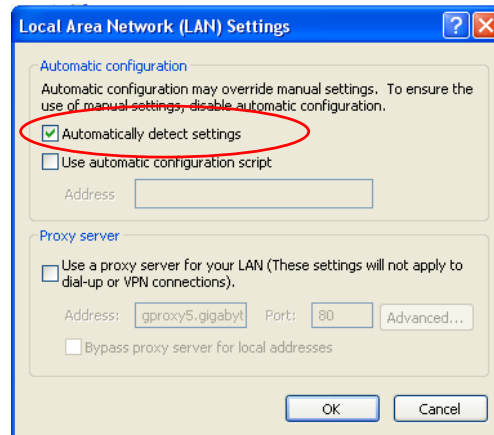 Local Area Network (LAN) Settings
Automatic configuration
Automatic configuration may override manual settings. To ensure the
use of manual settings, disable automatic configuration.
Automatically detect settings
Use automatic configuration script
Address
Proxy server
Use a proxy server for your LAN (These settings will not apply to
dial-up or VPN connections).
Address: gproxy5.gigabyt Port: 80 Advanced...
Bypass proxy server for local addresses
OK Cancel